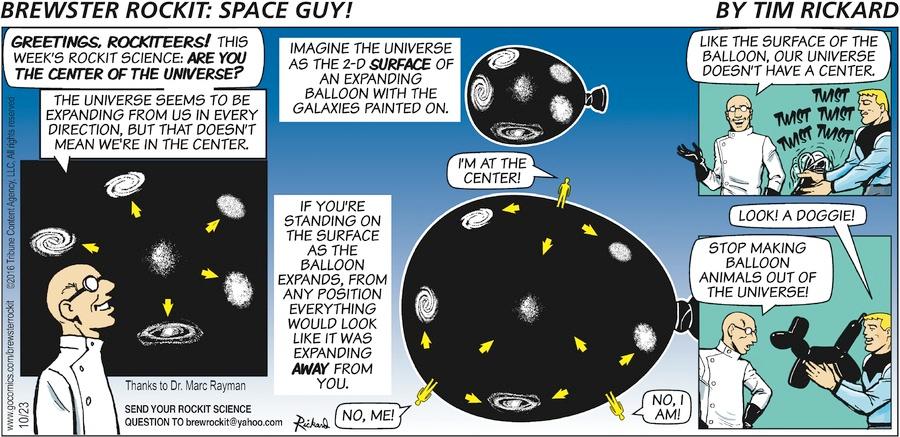 BREWSTER ROCKIT: SPACE GUY!
BY TIM RICKARD
GREETINGS, ROCKITEERS! THIS
WEEK'S ROCKIT SCIENCE: ARE YOU
THE CENTER OF THE UNIVERSE?
THE UNIVERSE SEEMS TO BE
EXPANDING FROM US IN EVERY
DIRECTION, BUT THAT DOESN'T
MEAN WE'RE IN THE CENTER.
www.gocomics.com/brewsterrockit ©2016 Tribune Content Agency, LLC. All rights reserved
10/23
Thanks to Dr. Marc Rayman
SEND YOUR ROCKIT SCIENCE
QUESTION TO brewrockit@yahoo.com
Rickard
IMAGINE THE UNIVERSE
AS THE 2-D SURFACE OF
AN EXPANDING
BALLOON WITH THE
GALAXIES PAINTED ON.
IF YOU'RE
STANDING ON
THE SURFACE
AS THE
BALLOON
EXPANDS, FROM
ANY POSITION
EVERYTHING
WOULD LOOK
LIKE IT WAS
EXPANDING
AWAY FROM
YOU.
I'M AT THE
CENTER!
NO, ME!
NO, I
AM!
LIKE THE SURFACE OF THE
BALLOON, OUR UNIVERSE
DOESN'T HAVE A CENTER.
TWIST
TWIST TWIST
TWIST TWIST
LOOK! A DOGGIE!
STOP MAKING
BALLOON
ANIMALS OUT OF
THE UNIVERSE!